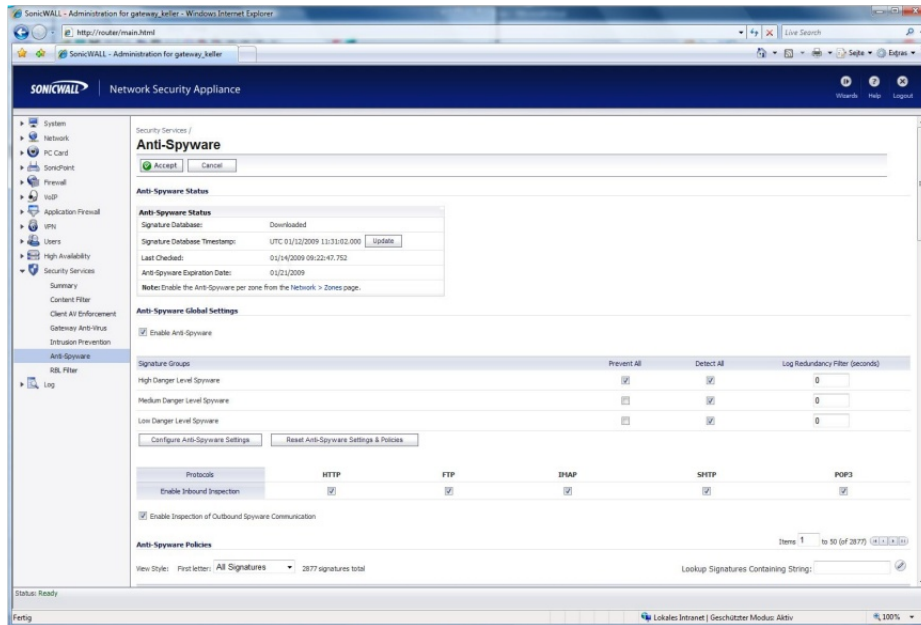 SonicWALL - Administration for gateway_keller - Windows Internet Explorer
http://router/main.html
Live Search
SonicWALL - Administration for gateway_keller
Seite Extras
SONICWALL Network Security Appliance
Wizards Help Logout
System
Network
PC Card
SonicPoint
Firewall
VoIP
Application Firewall
VPN
Users
High Availability
Security Services
Summary
Content Filter
Client AV Enforcement
Gateway Anti-Virus
Intrusion Prevention
Anti-Spyware
RBL Filter
Log
Security Services /
Anti-Spyware
Accept Cancel
Anti-Spyware Status
Anti-Spyware Status
Signature Database: Downloaded
Signature Database Timestamp: UTC 01/12/2009 11:31:02.000 Update
Last Checked: 01/14/2009 09:22:47.752
Anti-Spyware Expiration Date: 01/21/2009
Note: Enable the Anti-Spyware per zone from the Network > Zones page.
Anti-Spyware Global Settings
Enable Anti-Spyware
Signature Groups Prevent All Detect All Log Redundancy Filter (seconds)
High Danger Level Spyware 0
Medium Danger Level Spyware 0
Low Danger Level Spyware 0
Configure Anti-Spyware Settings Reset Anti-Spyware Settings & Policies
Protocols HTTP FTP IMAP SMTP POP3
Enable Inbound Inspection
Enable Inspection of Outbound Spyware Communication
Anti-Spyware Policies Items 1 to 50 (of 2877)
View Style: First letter: All Signatures 2877 signatures total Lookup Signatures Containing String:
Status: Ready
Fertig Lokales Intranet | Geschützter Modus: Aktiv 100%